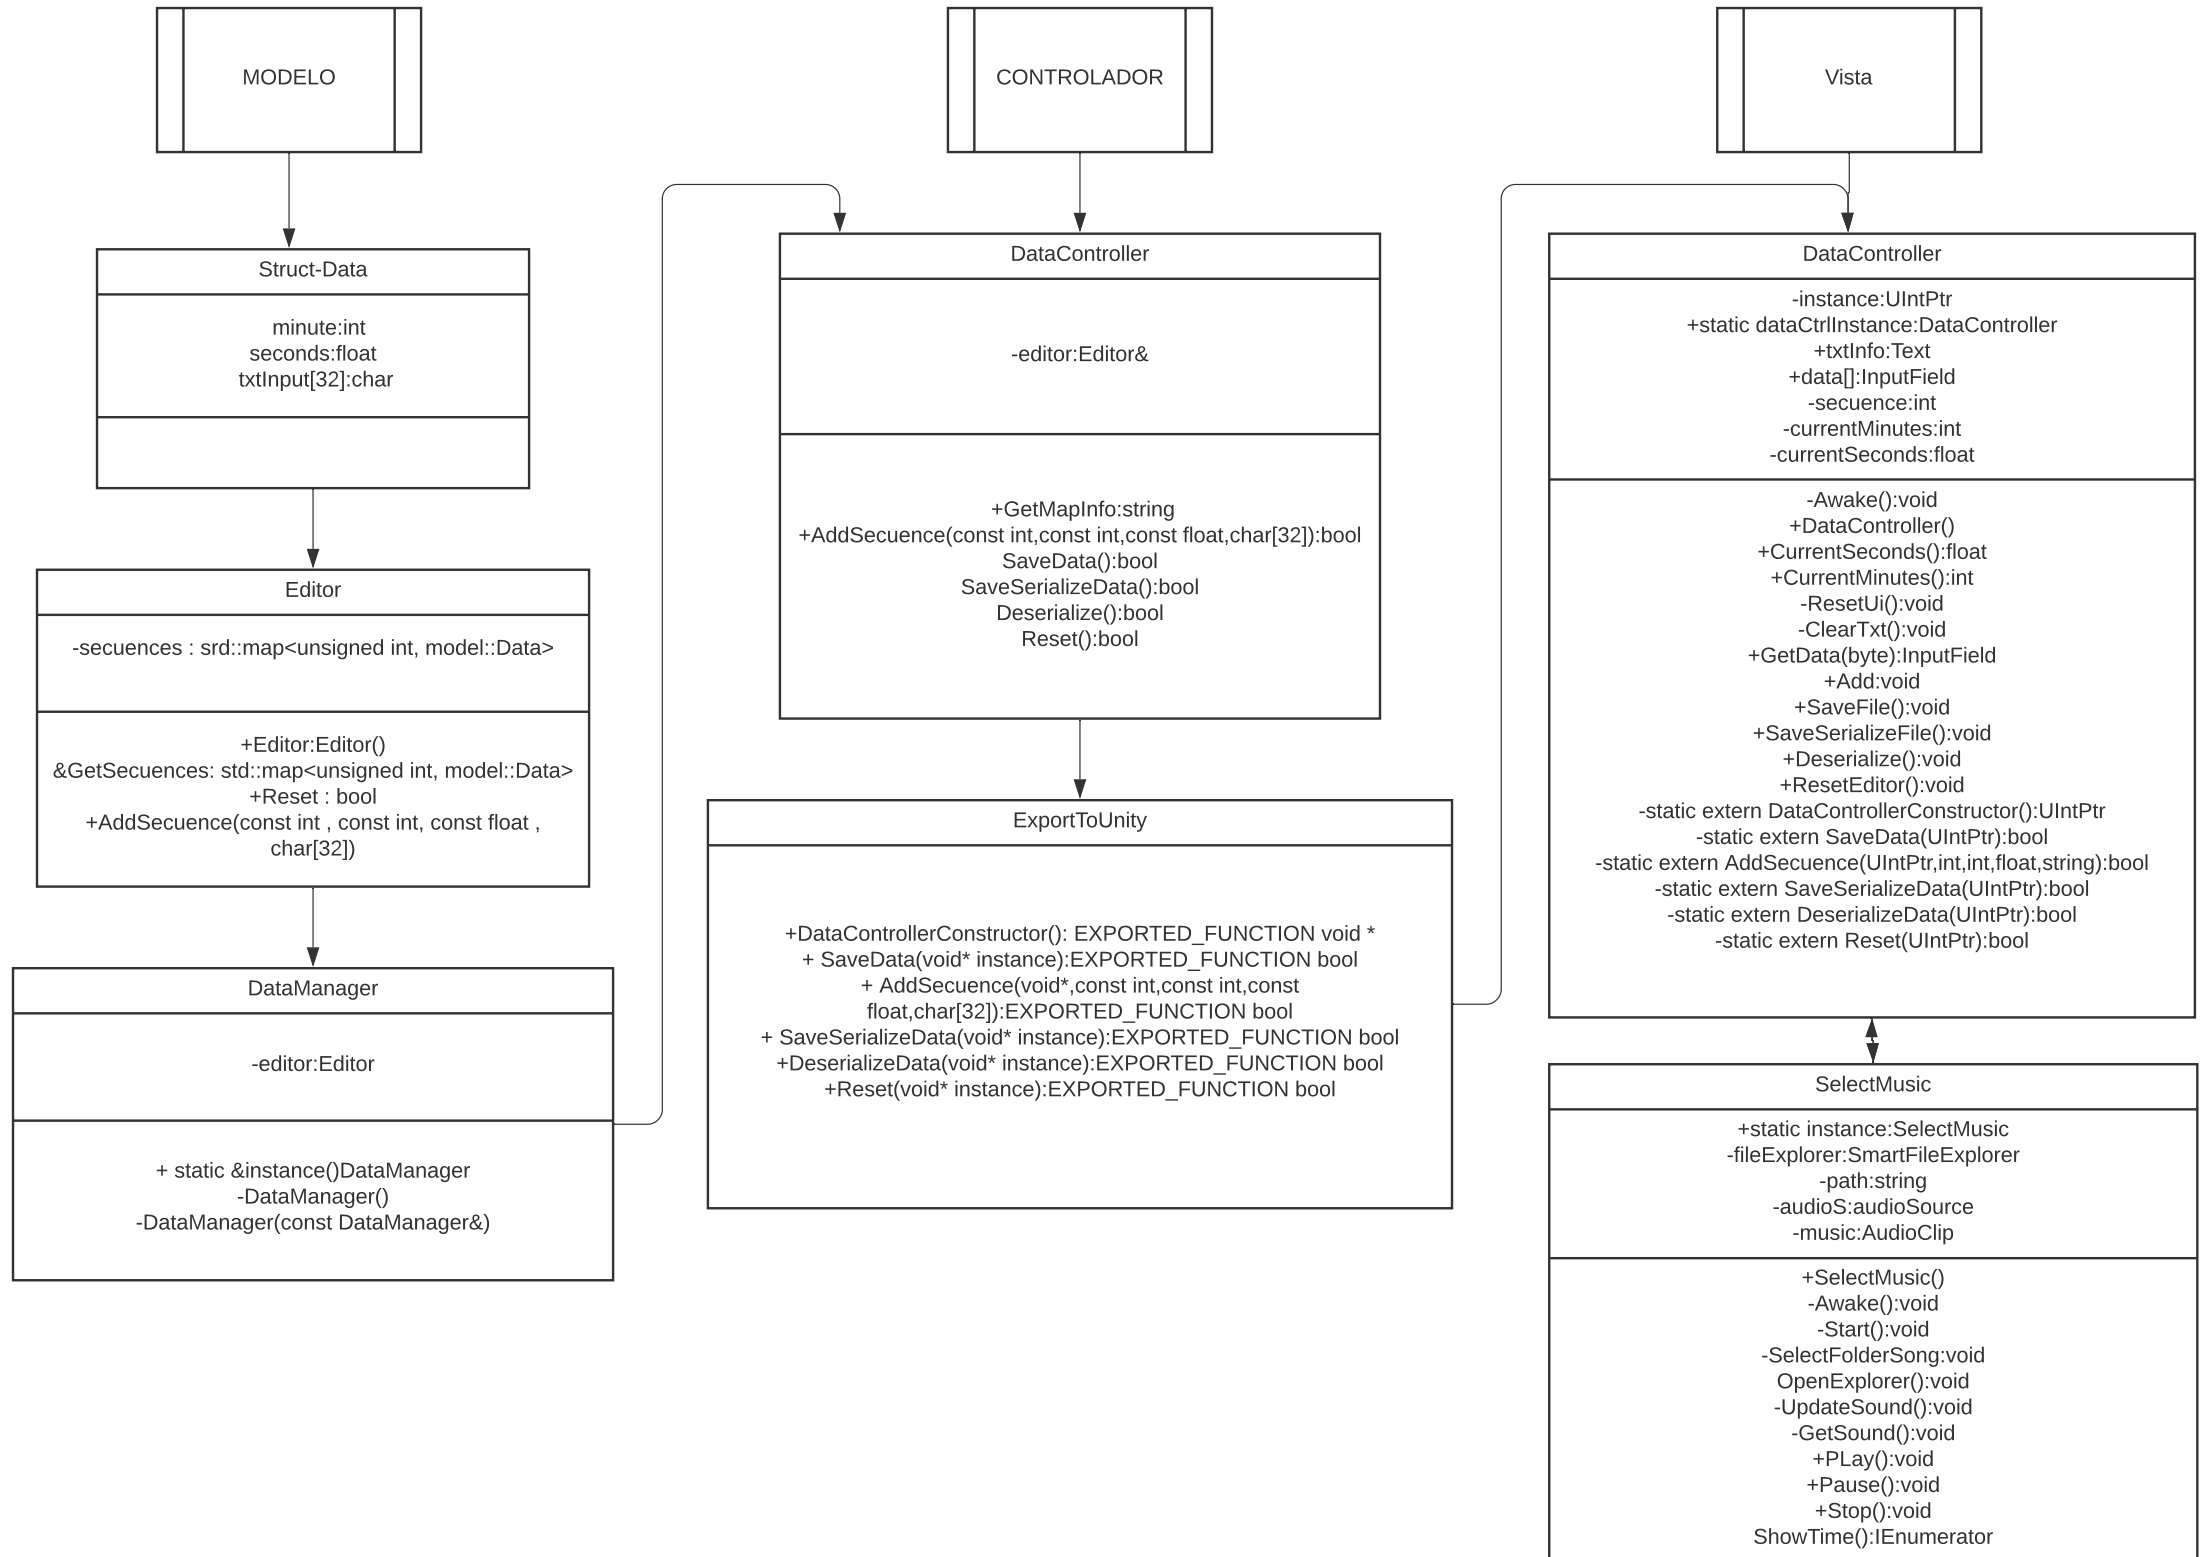 MODELO
Struct-Data
minute:int
seconds:float
txtInput[32]:char
Editor
-secuences : srd::map<unsigned int, model::Data>
+Editor:Editor()
&GetSecuences: std::map<unsigned int, model::Data>
+Reset : bool
+AddSecuence(const int , const int, const float ,
char[32])
DataManager
-editor:Editor
+ static &instance()DataManager
-DataManager()
-DataManager(const DataManager&)
CONTROLADOR
DataController
-editor:Editor&
+GetMapInfo:string
+AddSecuence(const int,const int,const float,char[32]):bool
SaveData():bool
SaveSerializeData():bool
Deserialize():bool
Reset():bool
ExportToUnity
+DataControllerConstructor(): EXPORTED_FUNCTION void *
+ SaveData(void* instance):EXPORTED_FUNCTION bool
+ AddSecuence(void*,const int,const int,const
float,char[32]):EXPORTED_FUNCTION bool
+ SaveSerializeData(void* instance):EXPORTED_FUNCTION bool
+DeserializeData(void* instance):EXPORTED_FUNCTION bool
+Reset(void* instance):EXPORTED_FUNCTION bool
Vista
DataController
-instance:UIntPtr
+static dataCtrlInstance:DataController
+txtInfo:Text
+data[]:InputField
-secuence:int
-currentMinutes:int
-currentSeconds:float
-Awake():void
+DataController()
+CurrentSeconds():float
+CurrentMinutes():int
-ResetUi():void
-ClearTxt():void
+GetData(byte):InputField
+Add:void
+SaveFile():void
+SaveSerializeFile():void
+Deserialize():void
+ResetEditor():void
-static extern DataControllerConstructor():UIntPtr
-static extern SaveData(UIntPtr):bool
-static extern AddSecuence(UIntPtr,int,int,float,string):bool
-static extern SaveSerializeData(UIntPtr):bool
-static extern DeserializeData(UIntPtr):bool
-static extern Reset(UIntPtr):bool
SelectMusic
+static instance:SelectMusic
-fileExplorer:SmartFileExplorer
-path:string
-audioS:audioSource
-music:AudioClip
+SelectMusic()
-Awake():void
-Start():void
-SelectFolderSong:void
OpenExplorer():void
-UpdateSound():void
-GetSound():void
+PLay():void
+Pause():void
+Stop():void
ShowTime():IEnumerator